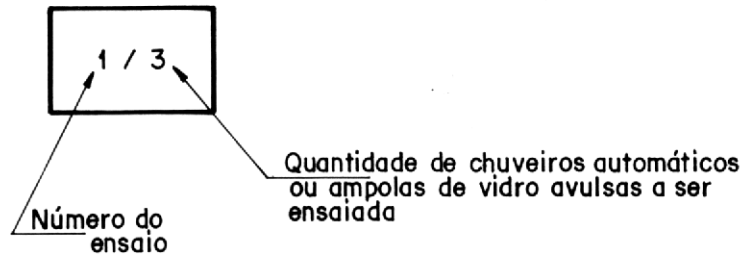 1 / 3
Quantidade de chuveiros automáticos
ou ampolas de vidro avulsas a ser
ensaiada
Número do
ensaio